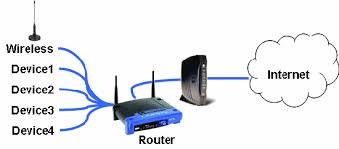 Wireless
Device1
Device2
Device3
Device4
Router
Internet